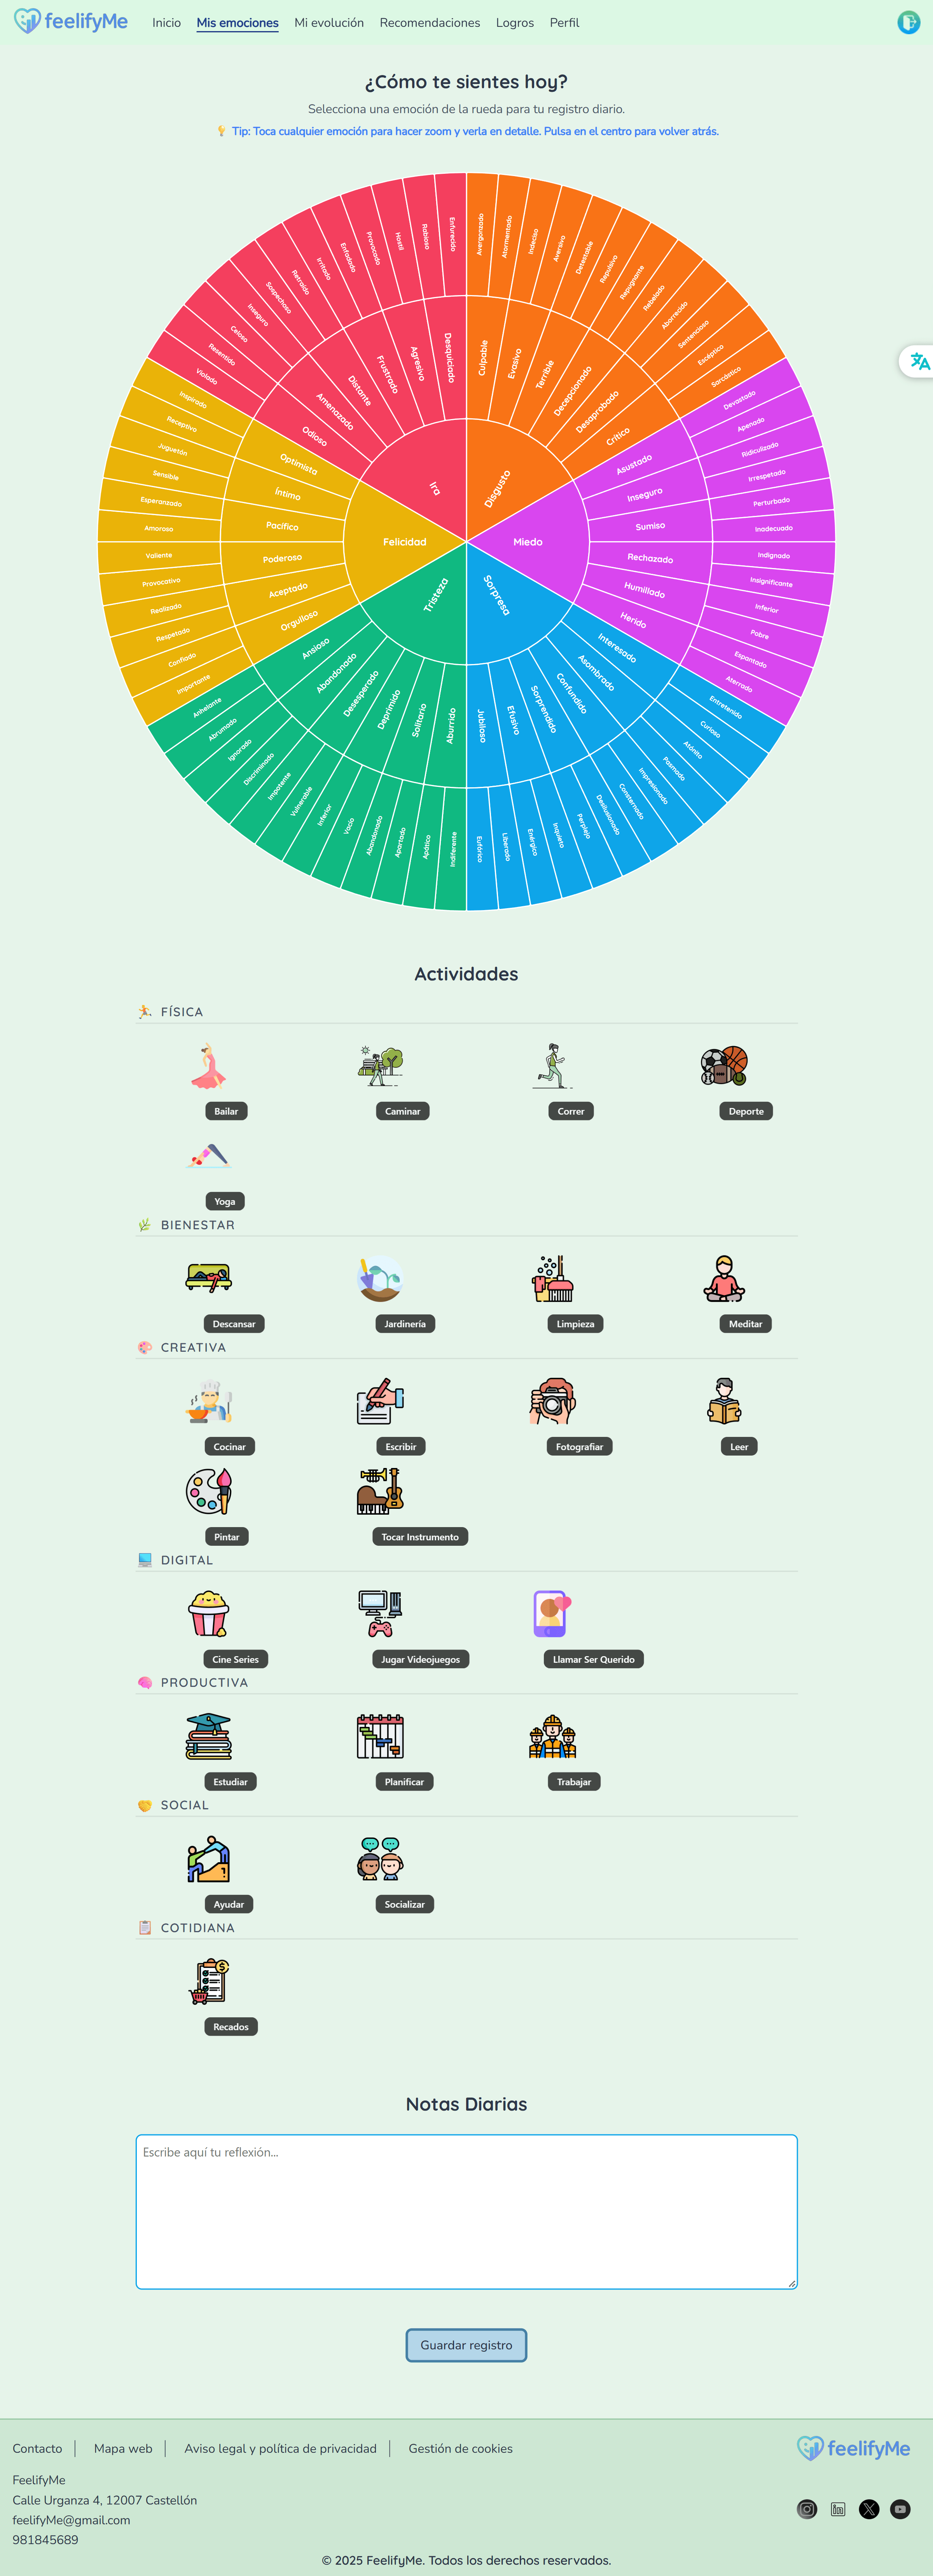 feelifyMe
Inicio
Mis emociones
Mi evolución
Recomendaciones
Logros
Perfil
¿Cómo te sientes hoy?
Selecciona una emoción de la rueda para tu registro diario.
Tip: Toca cualquier emoción para hacer zoom y verla en detalle. Pulsa en el centro para volver atrás.
Disgusto
Culpable
Evasivo
Terrible
Decepcionado
Desaprobado
Crítico
Avergonzado
Atormentado
Indeciso
Aversivo
Detestable
Repulsivo
Repugnante
Rebelado
Aborrecido
Sentencioso
Escéptico
Sarcástico
Miedo
Asustado
Inseguro
Sumiso
Rechazado
Humillado
Herido
Devastado
Apenado
Ridiculizado
Irrespetado
Perturbado
Inadecuado
Indignado
Insignificante
Inferior
Pobre
Espantado
Aterrado
Sorpresa
Interesado
Asombrado
Confundido
Sorprendido
Efusivo
Jubiloso
Entretenido
Curioso
Atónito
Pasmado
Impresionado
Consternado
Desilusionado
Perplejo
Inquieto
Enérgico
Liberado
Eufórico
Tristeza
Aburrido
Solitario
Deprimido
Desesperado
Abandonado
Ansioso
Indiferente
Apático
Apartado
Abandonado
Vacío
Inferior
Vulnerable
Impotente
Discriminado
Ignorado
Abrumado
Anhelante
Felicidad
Orgulloso
Aceptado
Poderoso
Pacífico
Íntimo
Optimista
Importante
Confiado
Respetado
Realizado
Provocativo
Valiente
Amoroso
Esperanzado
Sensible
Juguetón
Receptivo
Inspirado
Ira
Odioso
Amenazado
Distante
Frustrado
Agresivo
Desquiciado
Violado
Resentido
Celoso
Inseguro
Sospechoso
Retraído
Irritado
Enfadado
Provocado
Hostil
Rabioso
Enfurecido
Actividades
FÍSICA
Bailar
Caminar
Correr
Deporte
Yoga
BIENESTAR
Descansar
Jardinería
Limpieza
Meditar
CREATIVA
Cocinar
Escribir
Fotografiar
Leer
Pintar
Tocar Instrumento
DIGITAL
Cine Series
Jugar Videojuegos
Llamar Ser Querido
PRODUCTIVA
Estudiar
Planificar
Trabajar
SOCIAL
Ayudar
Socializar
COTIDIANA
Recados
Notas Diarias
Escribe aquí tu reflexión...
Guardar registro
Contacto
Mapa web
Aviso legal y política de privacidad
Gestión de cookies
feelifyMe
FeelifyMe
Calle Urganza 4, 12007 Castellón
feelifyMe@gmail.com
981845689
© 2025 FeelifyMe. Todos los derechos reservados.